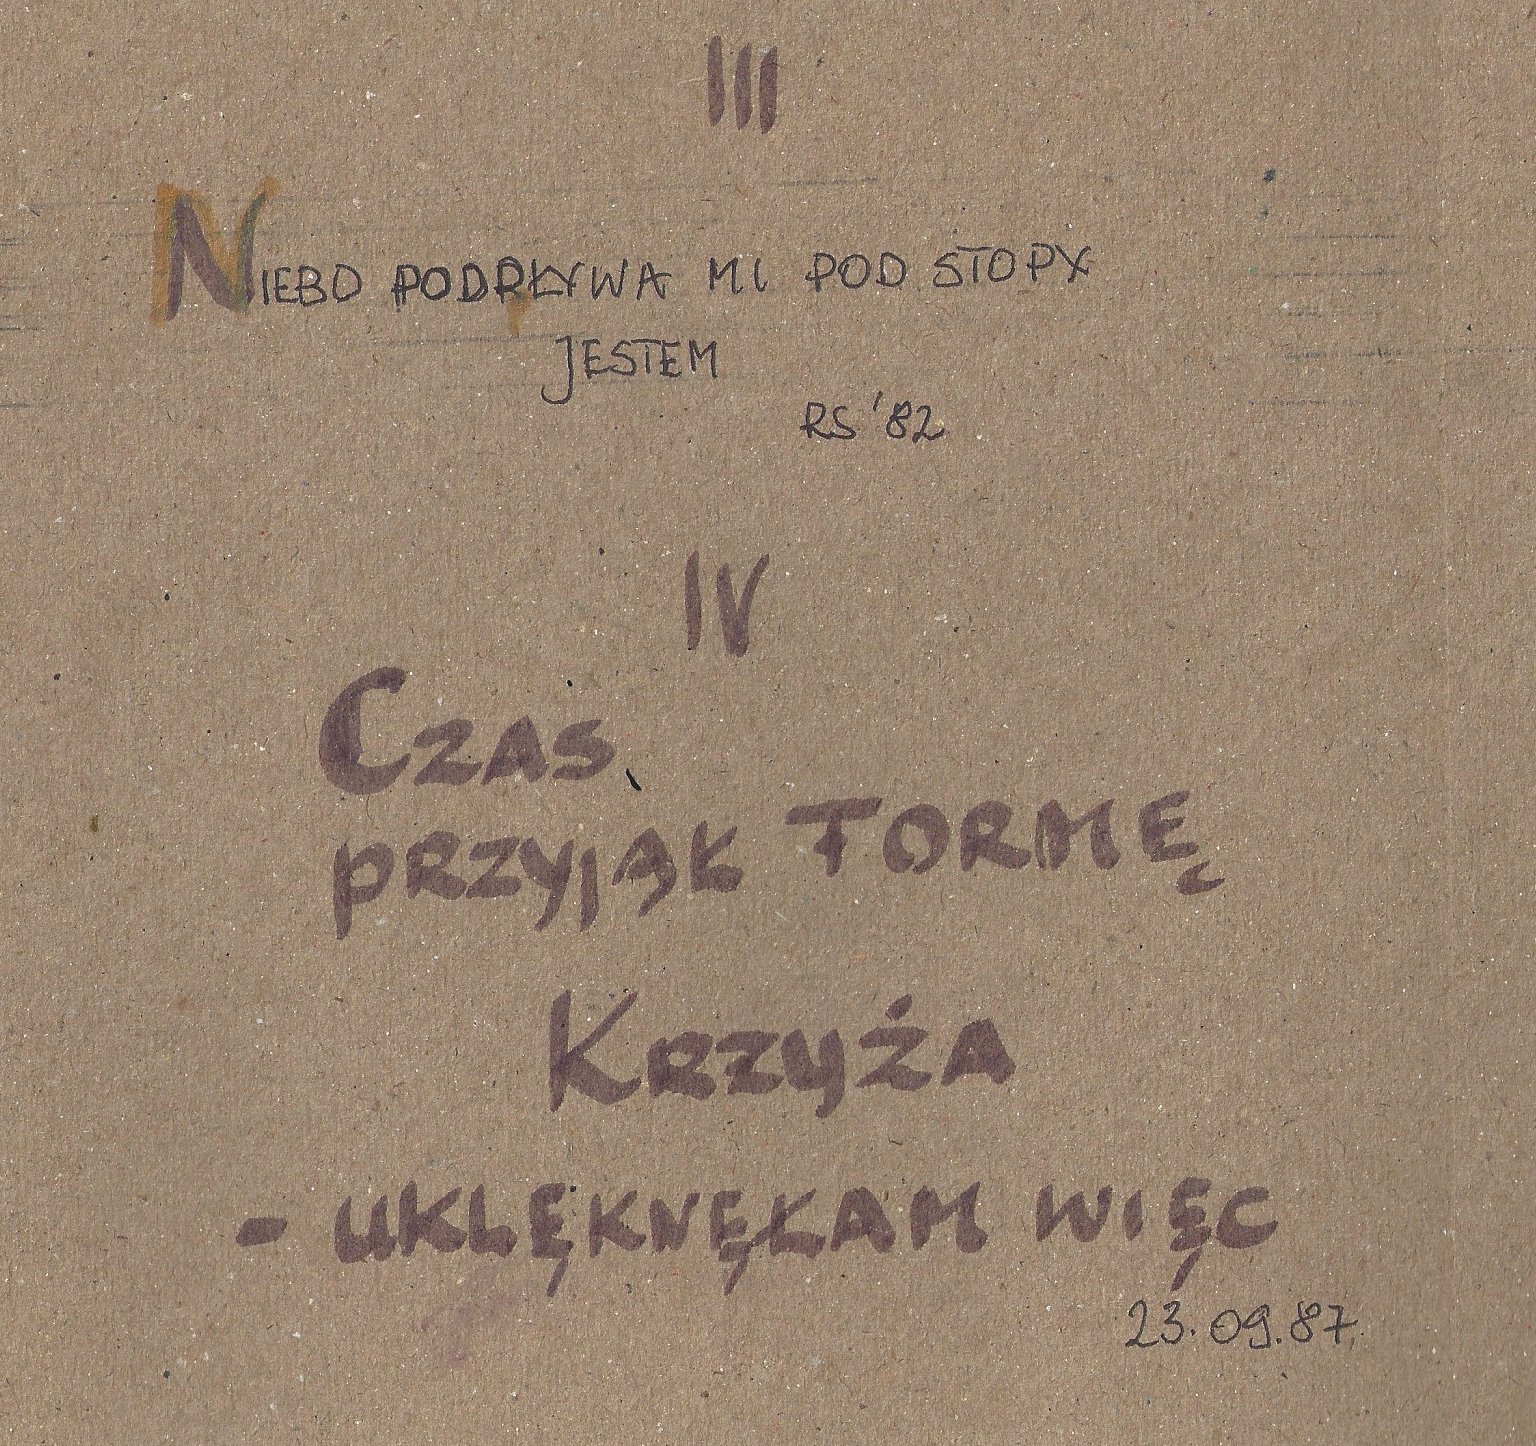 III
NIEBO PODPŁYWA MI POD STOPY
JESTEM
RS '82
IV
CZAS,
PRZYJĄŁ FORMĘ
KRZYŻA
- UKLĘKNĘŁAM WIĘC
23.09.87